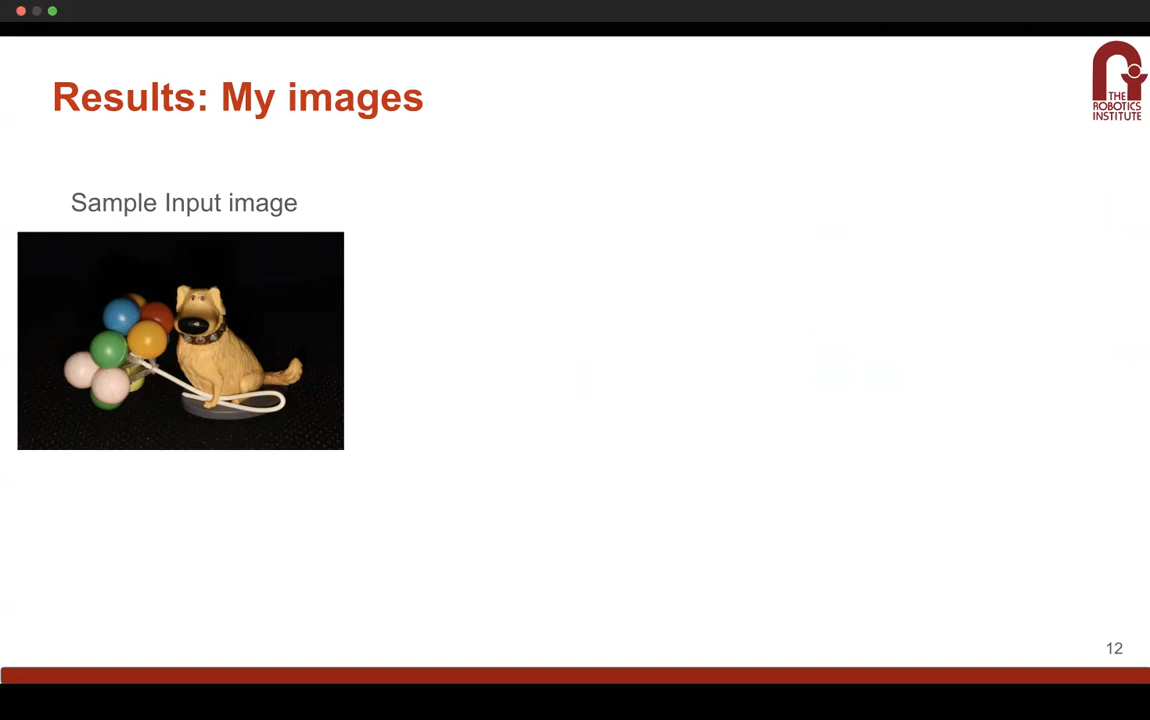 Results: My images
THE
ROBOTICS
INSTITUTE
Sample Input image
12